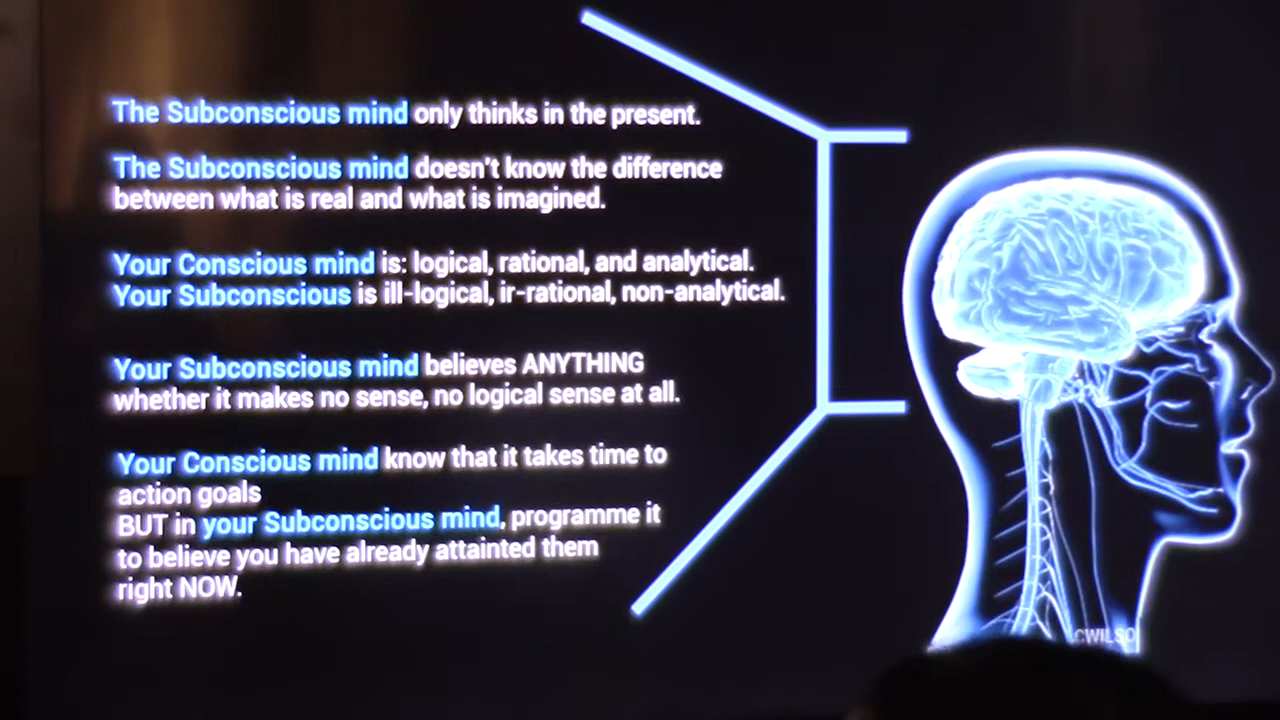 The Subconscious mind only thinks in the present.
The Subconscious mind doesn't know the difference
between what is real and what is imagined.
Your Conscious mind is: logical, rational, and analytical.
Your Subconscious is ill-logical, ir-rational, non-analytical.
Your Subconscious mind believes ANYTHING
whether it makes no sense, no logical sense at all.
Your Conscious mind know that it takes time to
action goals
BUT in your Subconscious mind, programme it
to believe you have already attainted them
right NOW.
CWILSO